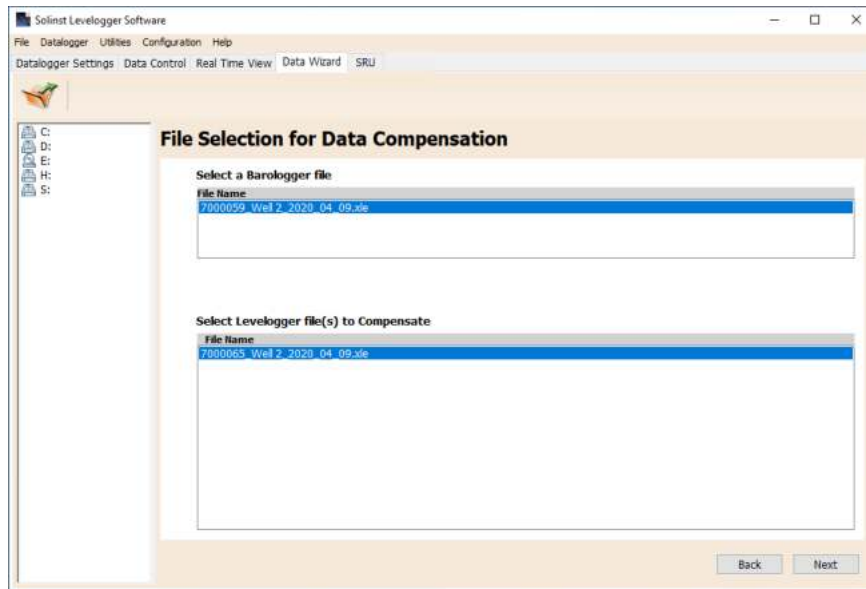 Solinst Levelogger Software
File Datalogger Utilities Configuration Help
Datalogger Settings Data Control Real Time View Data Wizard SRU
C:
D:
E:
H:
S:
File Selection for Data Compensation
Select a Barologger file
File Name
7000059_Well 2_2020_04_09.xle
Select Levelogger file(s) to Compensate
File Name
7000065_Well 2_2020_04_09.xle
Back Next